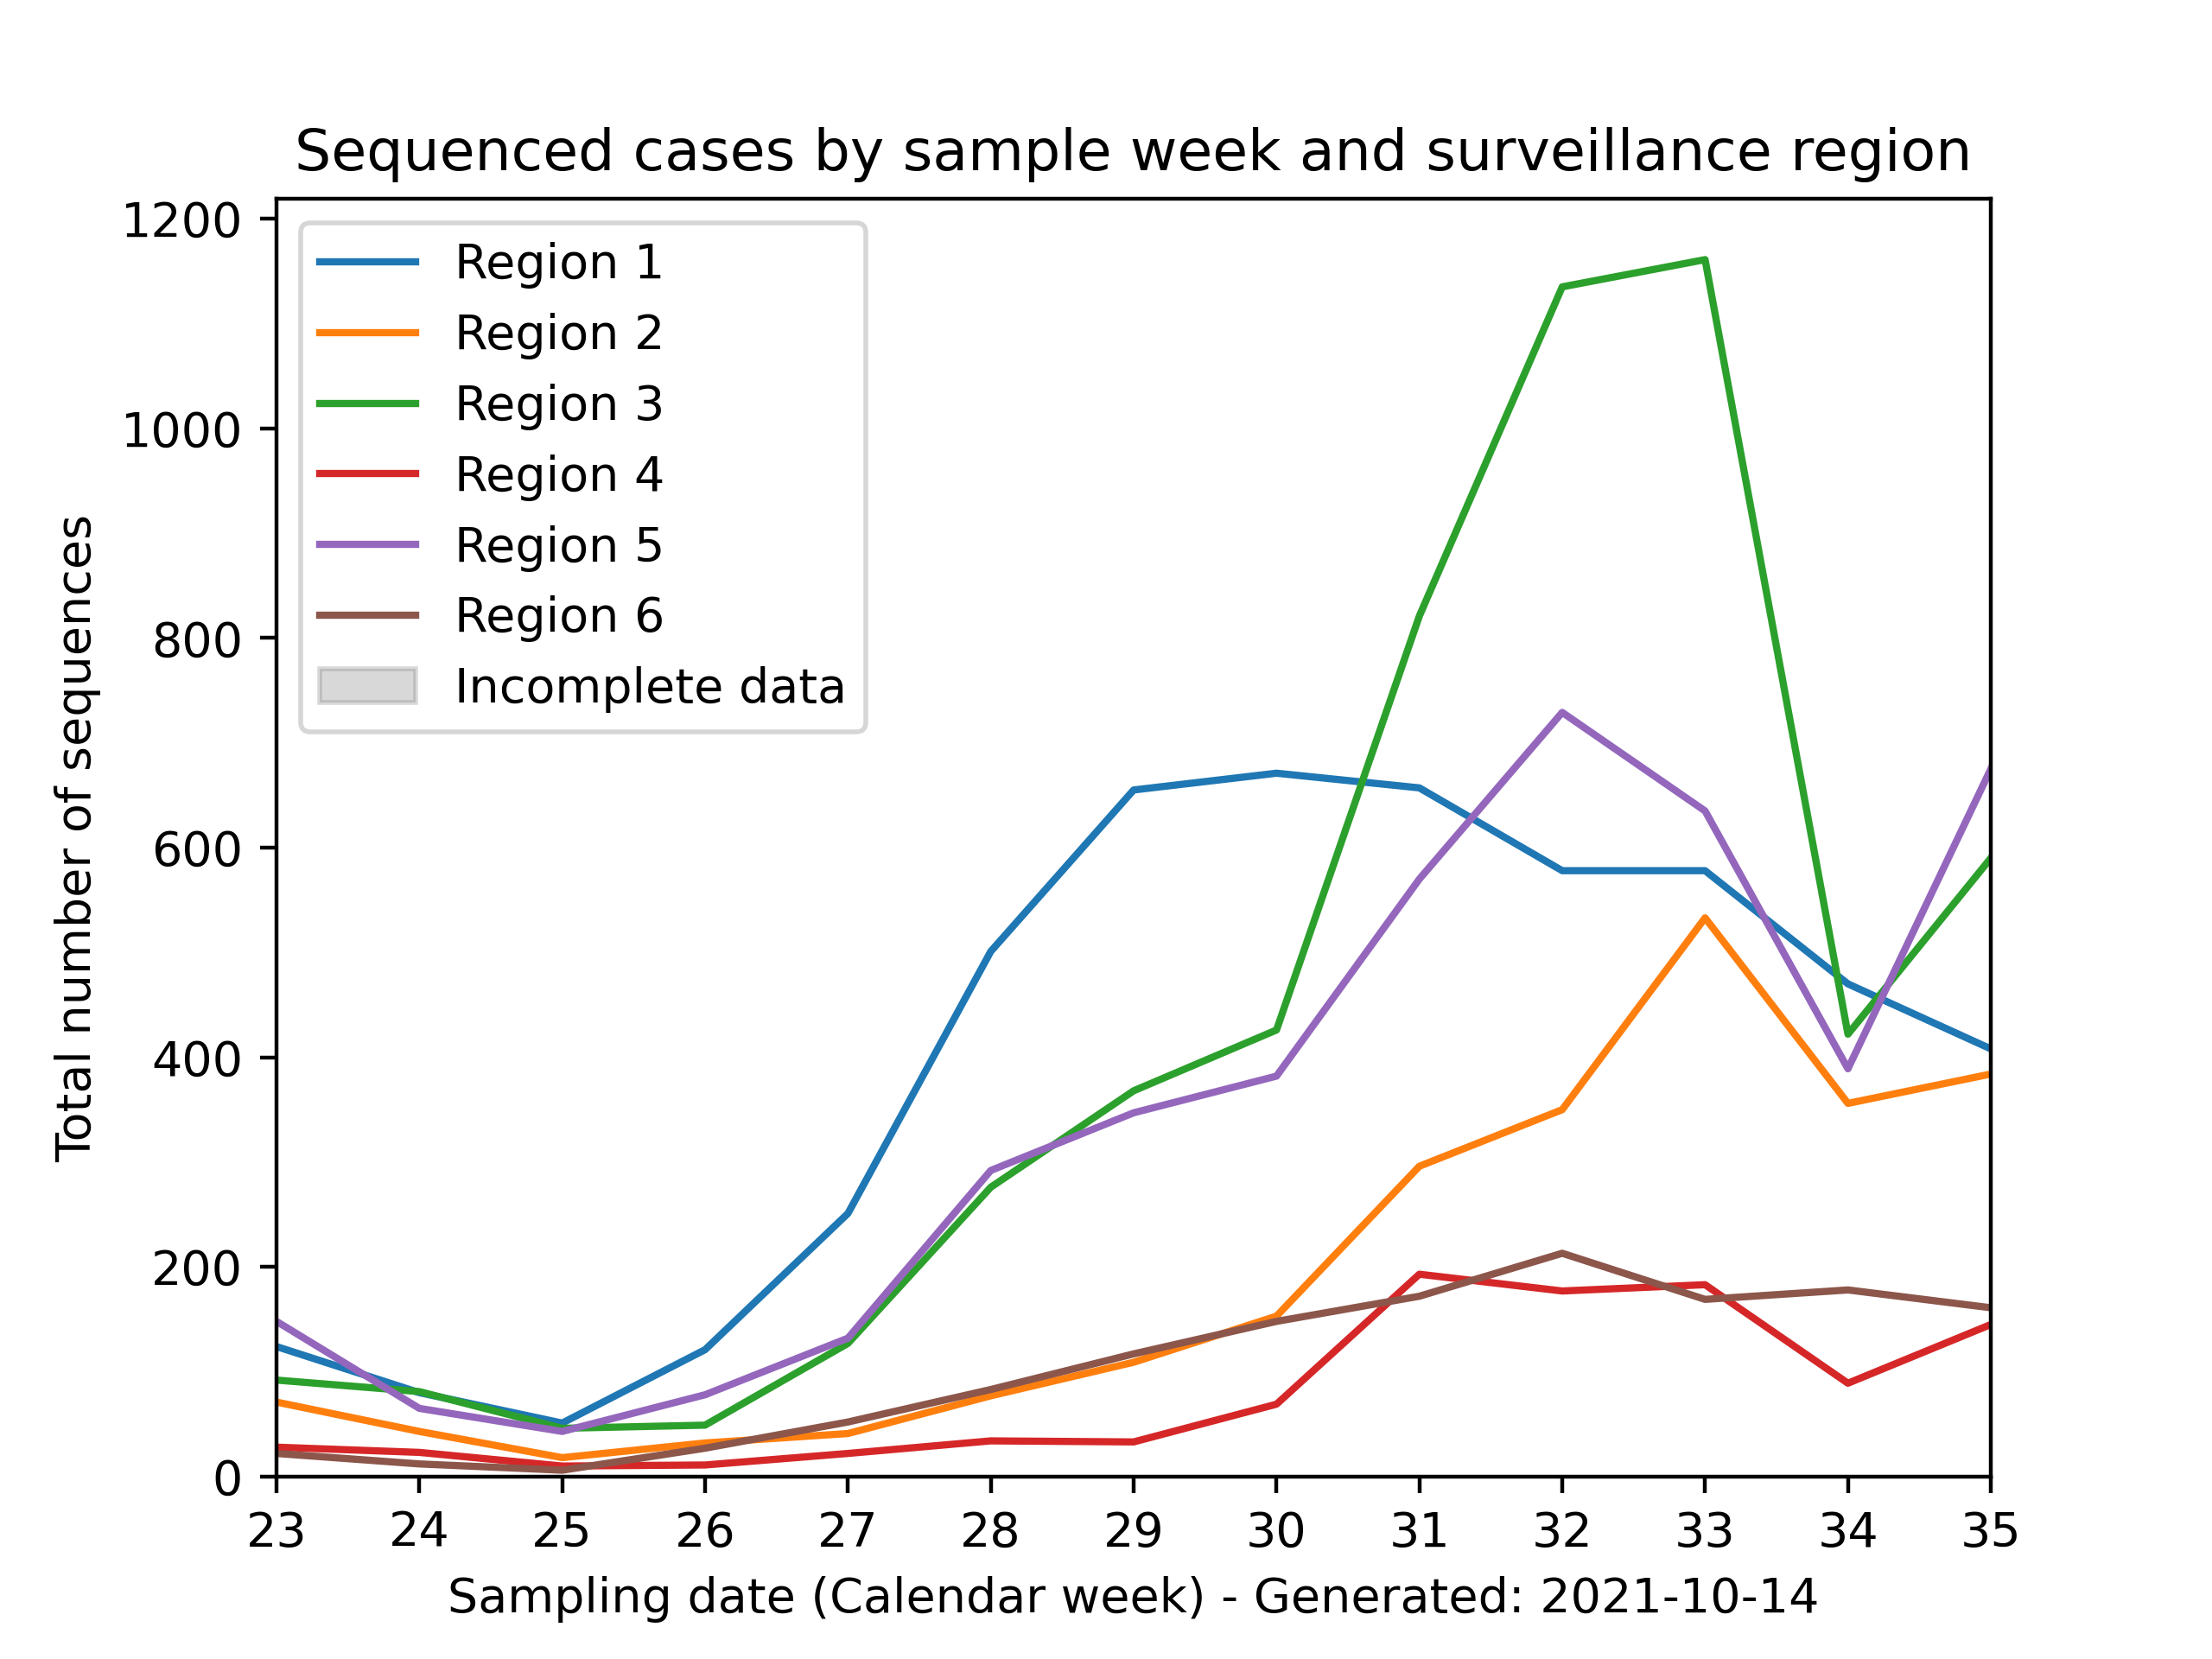 Sequenced cases by sample week and surveillance region
1200
1000
800
600
400
200
0
Total number of sequences
Region 1
Region 2
Region 3
Region 4
Region 5
Region 6
Incomplete data
23 24 25 26 27 28 29 30 31 32 33 34 35
Sampling date (Calendar week) - Generated: 2021-10-14